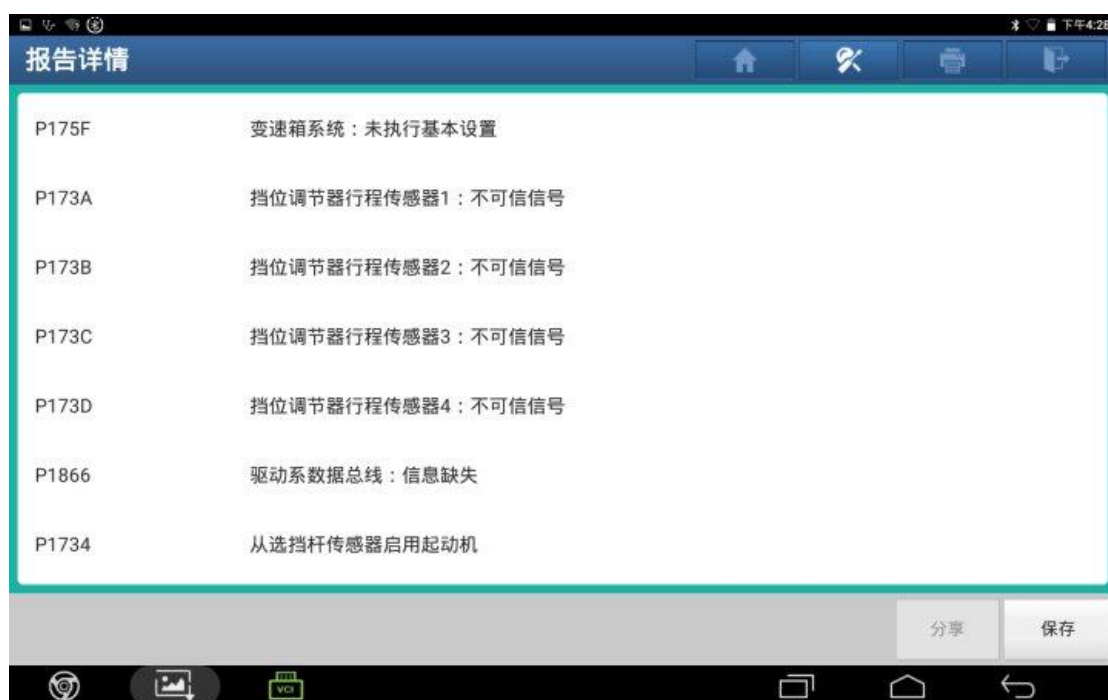 下午4:28
报告详情
P175F 变速箱系统：未执行基本设置
P173A 挡位调节器行程传感器1：不可信信号
P173B 挡位调节器行程传感器2：不可信信号
P173C 挡位调节器行程传感器3：不可信信号
P173D 挡位调节器行程传感器4：不可信信号
P1866 驱动系数据总线：信息缺失
P1734 从选挡杆传感器启用起动机
分享 保存
VCI